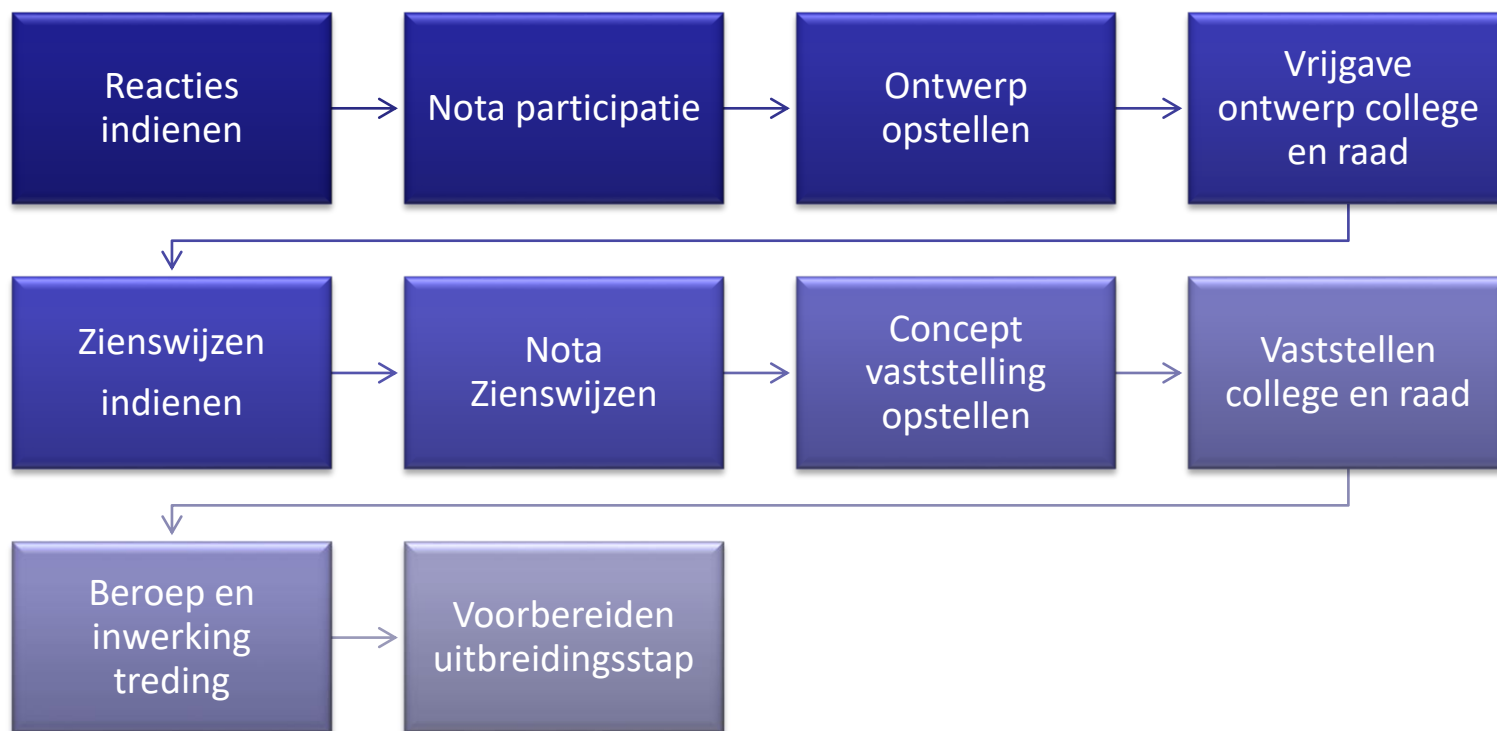 Reacties
indienen
Nota participatie
Ontwerp
opstellen
Vrijgave
ontwerp college
en raad
Zienswijzen
indienen
Nota
Zienswijzen
Concept
vaststelling
opstellen
Vaststellen
college en raad
Beroep en
inwerking
treding
Voorbereiden
uitbreidingsstap